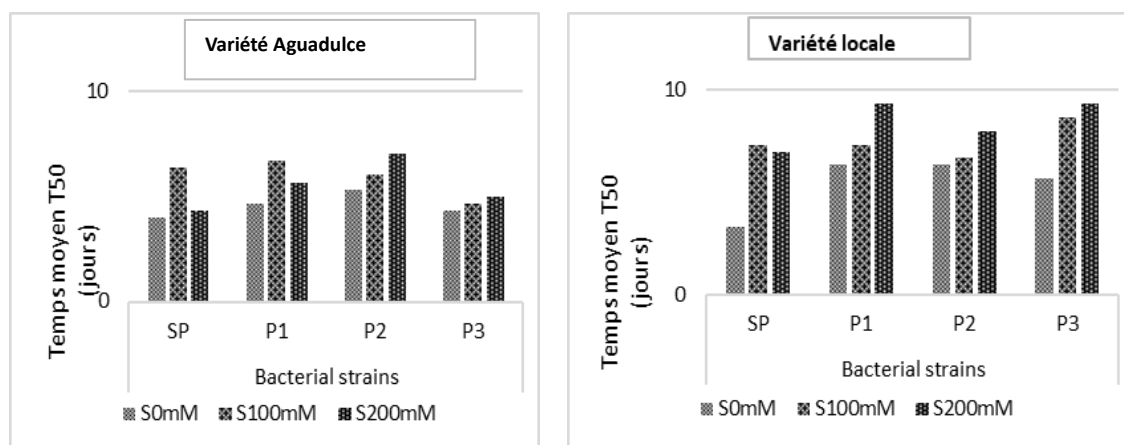 Variété Aguadulce
10
0
Temps moyen T50
(jours)
SP P1 P2 P3
Bacterial strains
S0mM S100mM S200mM
Variété locale
10
0
Temps moyen T50
(jours)
SP P1 P2 P3
Bacterial strains
S0mM S100mM S200mM